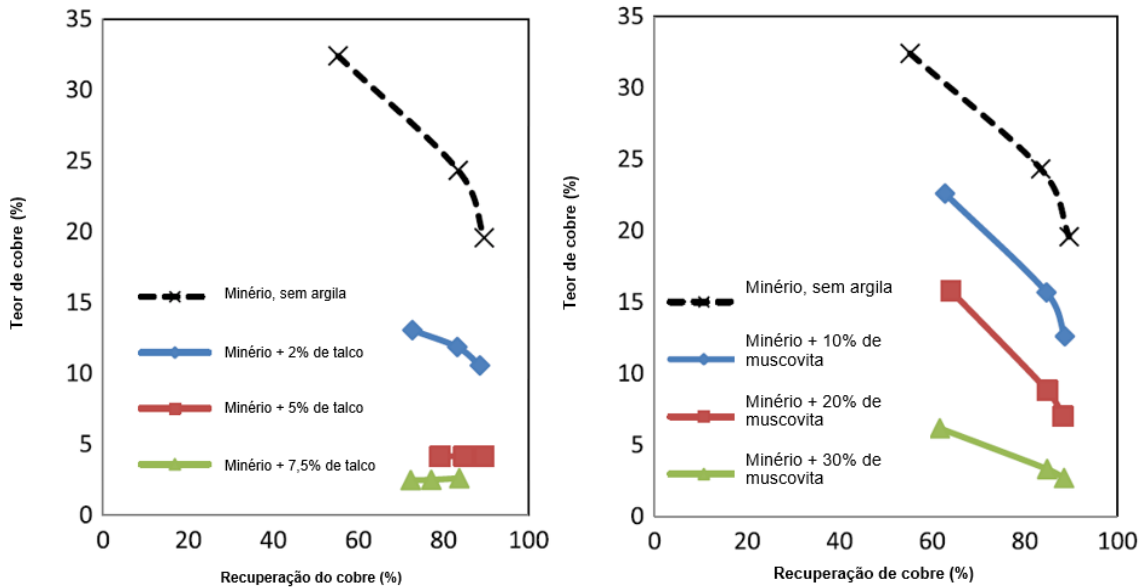 35
30
25
20
15
10
5
0
Teor de cobre (%)
Minério, sem argila
Minério + 2% de talco
Minério + 5% de talco
Minério + 7,5% de talco
0 20 40 60 80 100
Recuperação do cobre (%)
35
30
25
20
15
10
5
0
Teor de cobre (%)
Minério, sem argila
Minério + 10% de
muscovita
Minério + 20% de
muscovita
Minério + 30% de
muscovita
0 20 40 60 80 100
Recuperação de cobre (%)